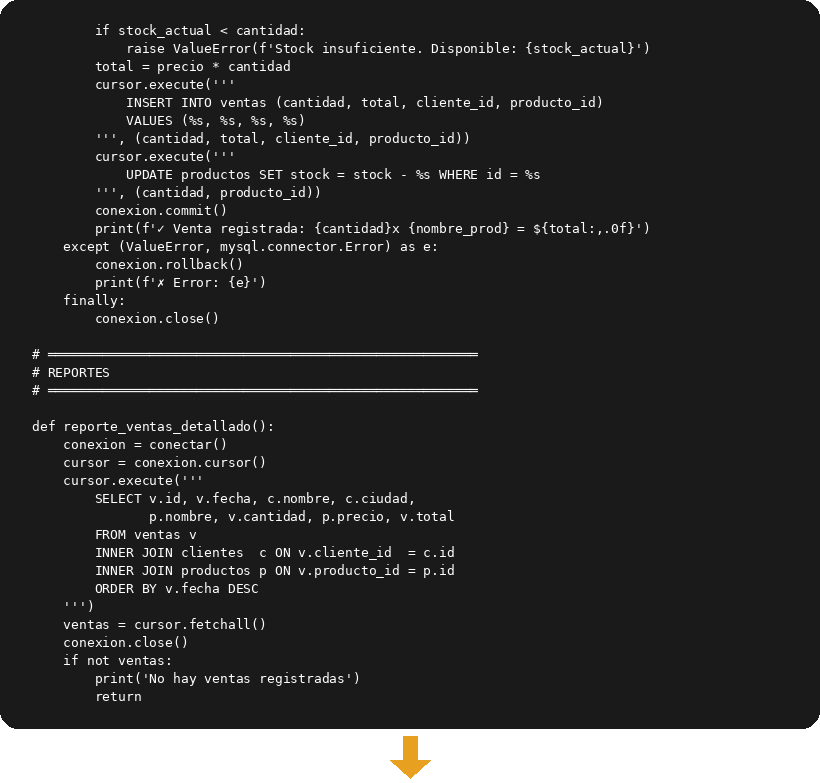 if stock_actual < cantidad:
            raise ValueError(f'Stock insuficiente. Disponible: {stock_actual}')
        total = precio * cantidad
        cursor.execute('''
            INSERT INTO ventas (cantidad, total, cliente_id, producto_id)
            VALUES (%s, %s, %s, %s)
        ''', (cantidad, total, cliente_id, producto_id))
        cursor.execute('''
            UPDATE productos SET stock = stock - %s WHERE id = %s
        ''', (cantidad, producto_id))
        conexion.commit()
        print(f'✓ Venta registrada: {cantidad}x {nombre_prod} = ${total:,.0f}')
    except (ValueError, mysql.connector.Error) as e:
        conexion.rollback()
        print(f'✗ Error: {e}')
    finally:
        conexion.close()

# ═══════════════════════════════════════════════════════
# REPORTES
# ═══════════════════════════════════════════════════════

def reporte_ventas_detallado():
    conexion = conectar()
    cursor = conexion.cursor()
    cursor.execute('''
        SELECT v.id, v.fecha, c.nombre, c.ciudad,
               p.nombre, v.cantidad, p.precio, v.total
        FROM ventas v
        INNER JOIN clientes  c ON v.cliente_id  = c.id
        INNER JOIN productos p ON v.producto_id = p.id
        ORDER BY v.fecha DESC
    ''')
    ventas = cursor.fetchall()
    conexion.close()
    if not ventas:
        print('No hay ventas registradas')
        return